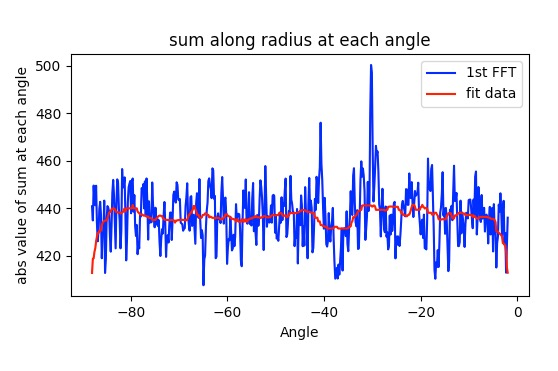 sum along radius at each angle
abs value of sum at each angle
500
480
460
440
420
1st FFT
fit data
−80
−60
−40
−20
0
Angle